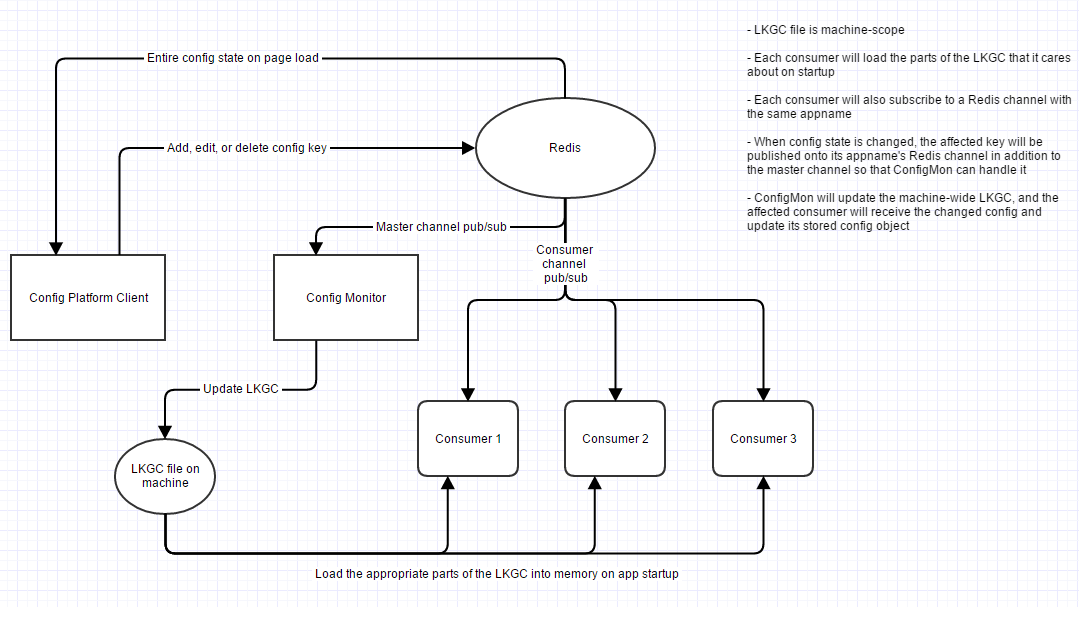 Entire config state on page load
Add, edit, or delete config key
Redis
Master channel pub/sub
Consumer
channel
pub/sub
Config Platform Client
Config Monitor
Update LKGC
LKGC file on
machine
Consumer 1
Consumer 2
Consumer 3
Load the appropriate parts of the LKGC into memory on app startup
- LKGC file is machine-scope
- Each consumer will load the parts of the LKGC that it cares
about on startup
- Each consumer will also subscribe to a Redis channel with
the same appname
- When config state is changed, the affected key will be
published onto its appname's Redis channel in addition to
the master channel so that ConfigMon can handle it
- ConfigMon will update the machine-wide LKGC, and the
affected consumer will receive the changed config and
update its stored config object